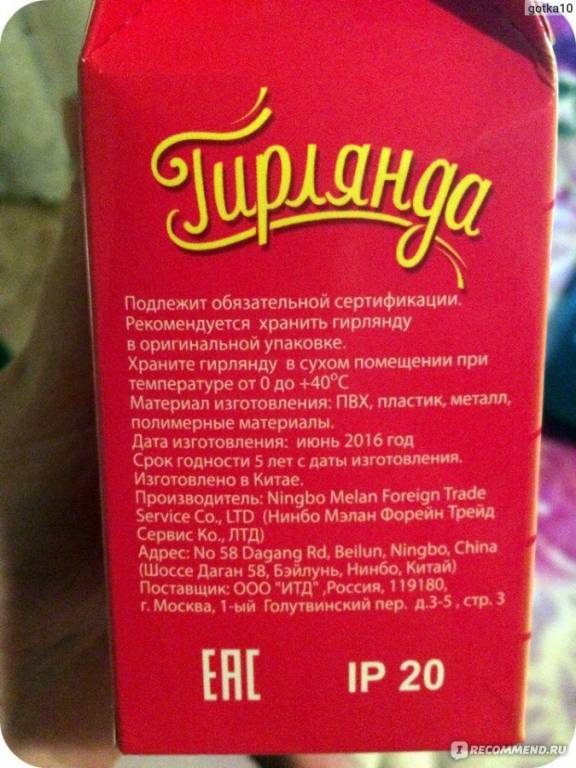 gotka10
Гирлянда
Подлежит обязательной сертификации.
Рекомендуется хранить гирлянду
в оригинальной упаковке.
Храните гирлянду в сухом помещении при
температуре от 0 до +40°С
Материал изготовления: ПВХ, пластик, металл,
полимерные материалы.
Дата изготовления: июнь 2016 год
Срок годности 5 лет с даты изготовления.
Изготовлено в Китае.
Производитель: Ningbo Melan Foreign Trade
Service Co., LTD (Нинбо Мэлан Форейн Трейд
Сервис Ко., ЛТД)
Адрес: No 58 Dagang Rd, Beilun, Ningbo, China
(Шоссе Даган 58, Бэйлунь, Нинбо, Китай)
Поставщик: ООО "ИТД" ,Россия, 119180,
г. Москва, 1-ый Голутвинский пер. д.3-5 , стр. 3
EAC IP 20
RECOMMEND.RU